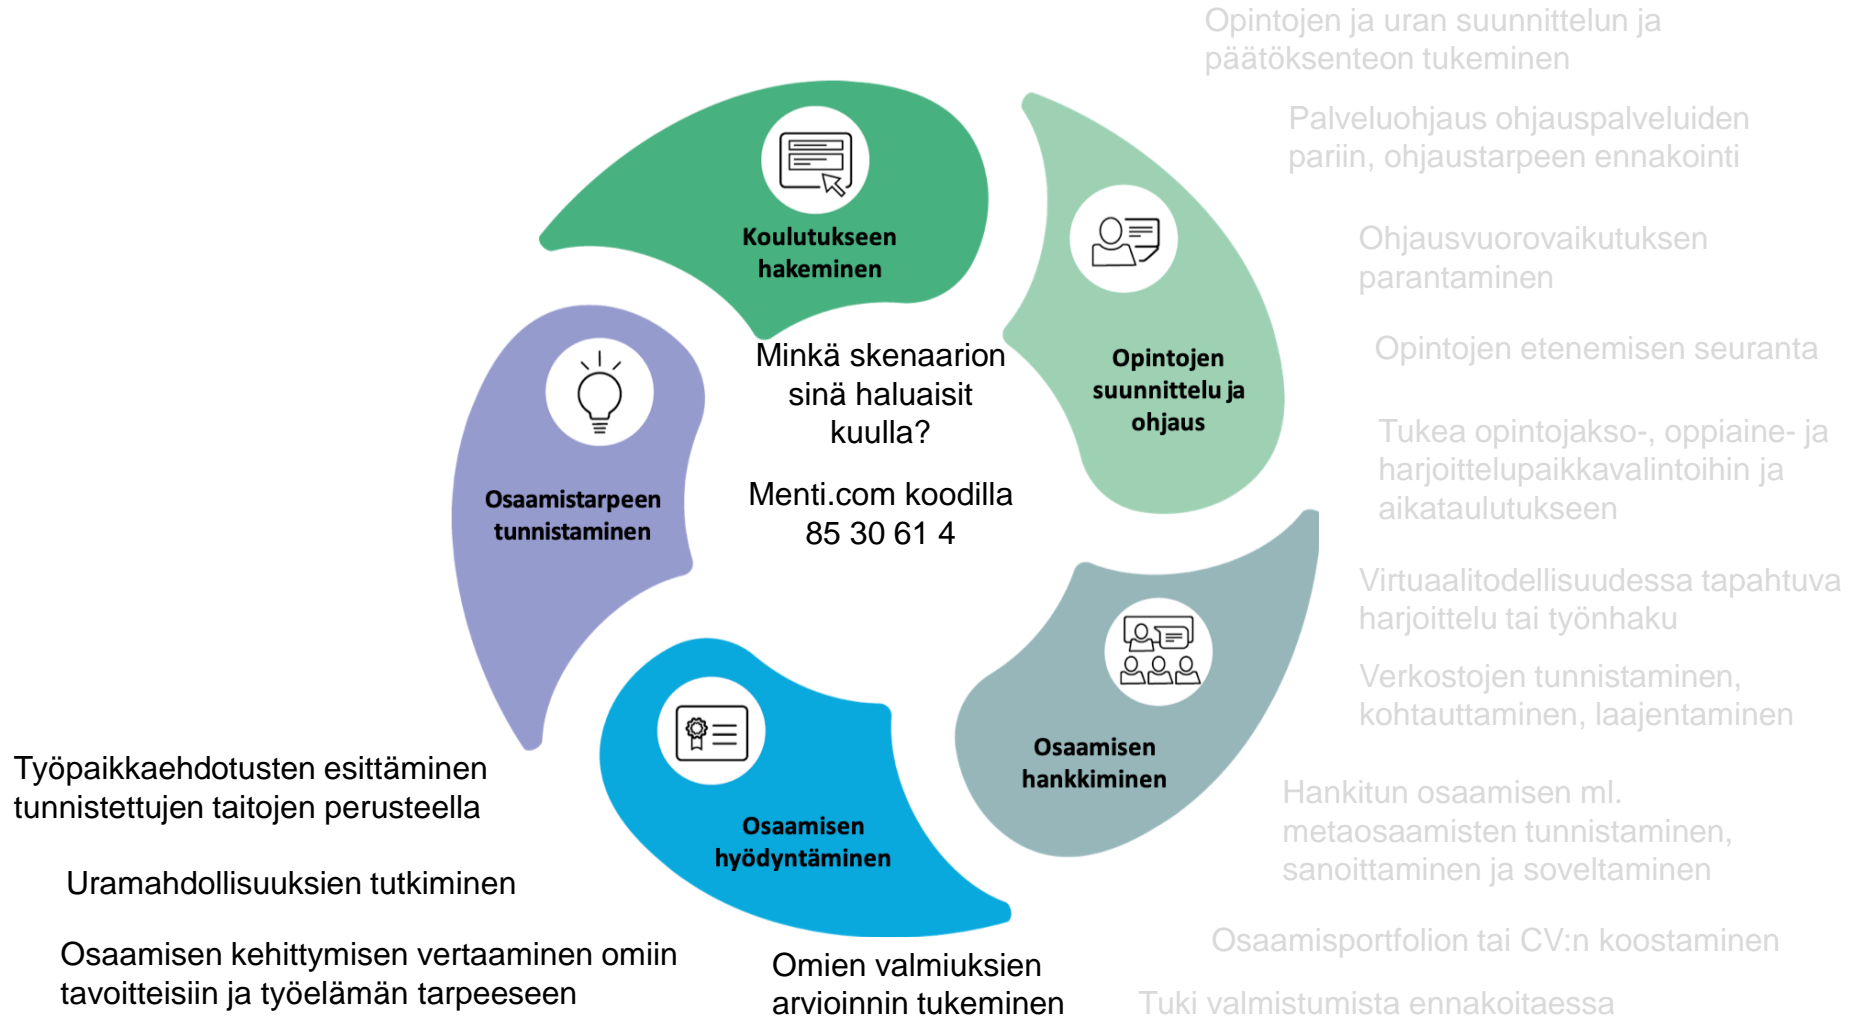 Opintojen ja uran suunnittelun ja
päätöksenteon tukeminen
Palveluohjaus ohjauspalveluiden
pariin, ohjaustarpeen ennakointi
Ohjausvuorovaikutuksen
parantaminen
Opintojen etenemisen seuranta
Tukea opintojakso-, oppiaine- ja
harjoittelupaikkavalintoihin ja
aikataulutukseen
Virtuaalitodellisuudessa tapahtuva
harjoittelu tai työnhaku
Verkostojen tunnistaminen,
kohtauttaminen, laajentaminen
Hankitun osaamisen ml.
metaosaamisten tunnistaminen,
sanoittaminen ja soveltaminen
Osaamisportfolion tai CV:n koostaminen
Tuki valmistumista ennakoitaessa
Koulutukseen
hakeminen
Opintojen
suunnittelu ja
ohjaus
Osaamisen
hankkiminen
Osaamisen
hyödyntäminen
Osaamistarpeen
tunnistaminen
Minkä skenaarion
sinä haluaisit
kuulla?
Menti.com koodilla
85 30 61 4
Työpaikkaehdotusten esittäminen
tunnistettujen taitojen perusteella
Uramahdollisuuksien tutkiminen
Osaamisen kehittymisen vertaaminen omiin
tavoitteisiin ja työelämän tarpeeseen
Omien valmiuksien
arvioinnin tukeminen